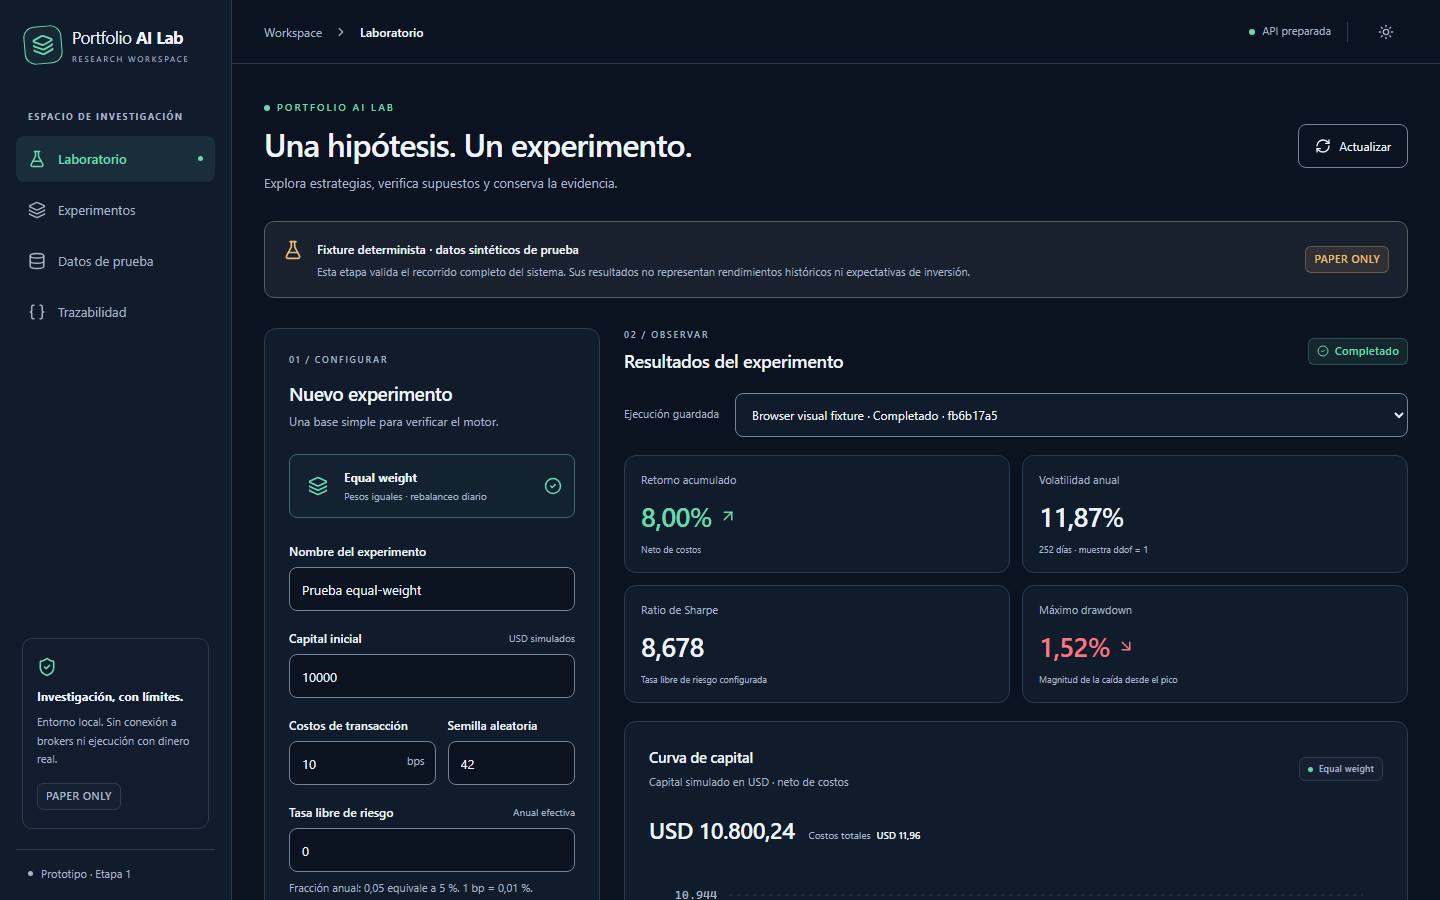 Portfolio AI Lab
RESEARCH WORKSPACE
ESPACIO DE INVESTIGACIÓN
Laboratorio
Experimentos
Datos de prueba
Trazabilidad
Investigación, con límites.
Entorno local. Sin conexión a
brokers ni ejecución con dinero
real.
PAPER ONLY
Prototipo · Etapa 1
Workspace
Laboratorio
API preparada
PORTFOLIO AI LAB
Una hipótesis. Un experimento.
Explora estrategias, verifica supuestos y conserva la evidencia.
Actualizar
Fixture determinista · datos sintéticos de prueba
Esta etapa valida el recorrido completo del sistema. Sus resultados no representan rendimientos históricos ni expectativas de inversión.
PAPER ONLY
01 / CONFIGURAR
Nuevo experimento
Una base simple para verificar el motor.
Equal weight
Pesos iguales · rebalanceo diario
Nombre del experimento
Prueba equal-weight
Capital inicial USD simulados
10000
Costos de transacción Semilla aleatoria
10 bps 42
Tasa libre de riesgo Anual efectiva
0
Fracción anual: 0,05 equivale a 5 %. 1 bp = 0,01 %.
02 / OBSERVAR
Resultados del experimento
Completado
Ejecución guardada Browser visual fixture · Completado · fb6b17a5
Retorno acumulado
8,00%
Neto de costos
Volatilidad anual
11,87%
252 días · muestra ddof = 1
Ratio de Sharpe
8,678
Tasa libre de riesgo configurada
Máximo drawdown
1,52%
Magnitud de la caída desde el pico
Curva de capital
Capital simulado en USD · neto de costos
Equal weight
USD 10.800,24 Costos totales USD 11,96
10.944